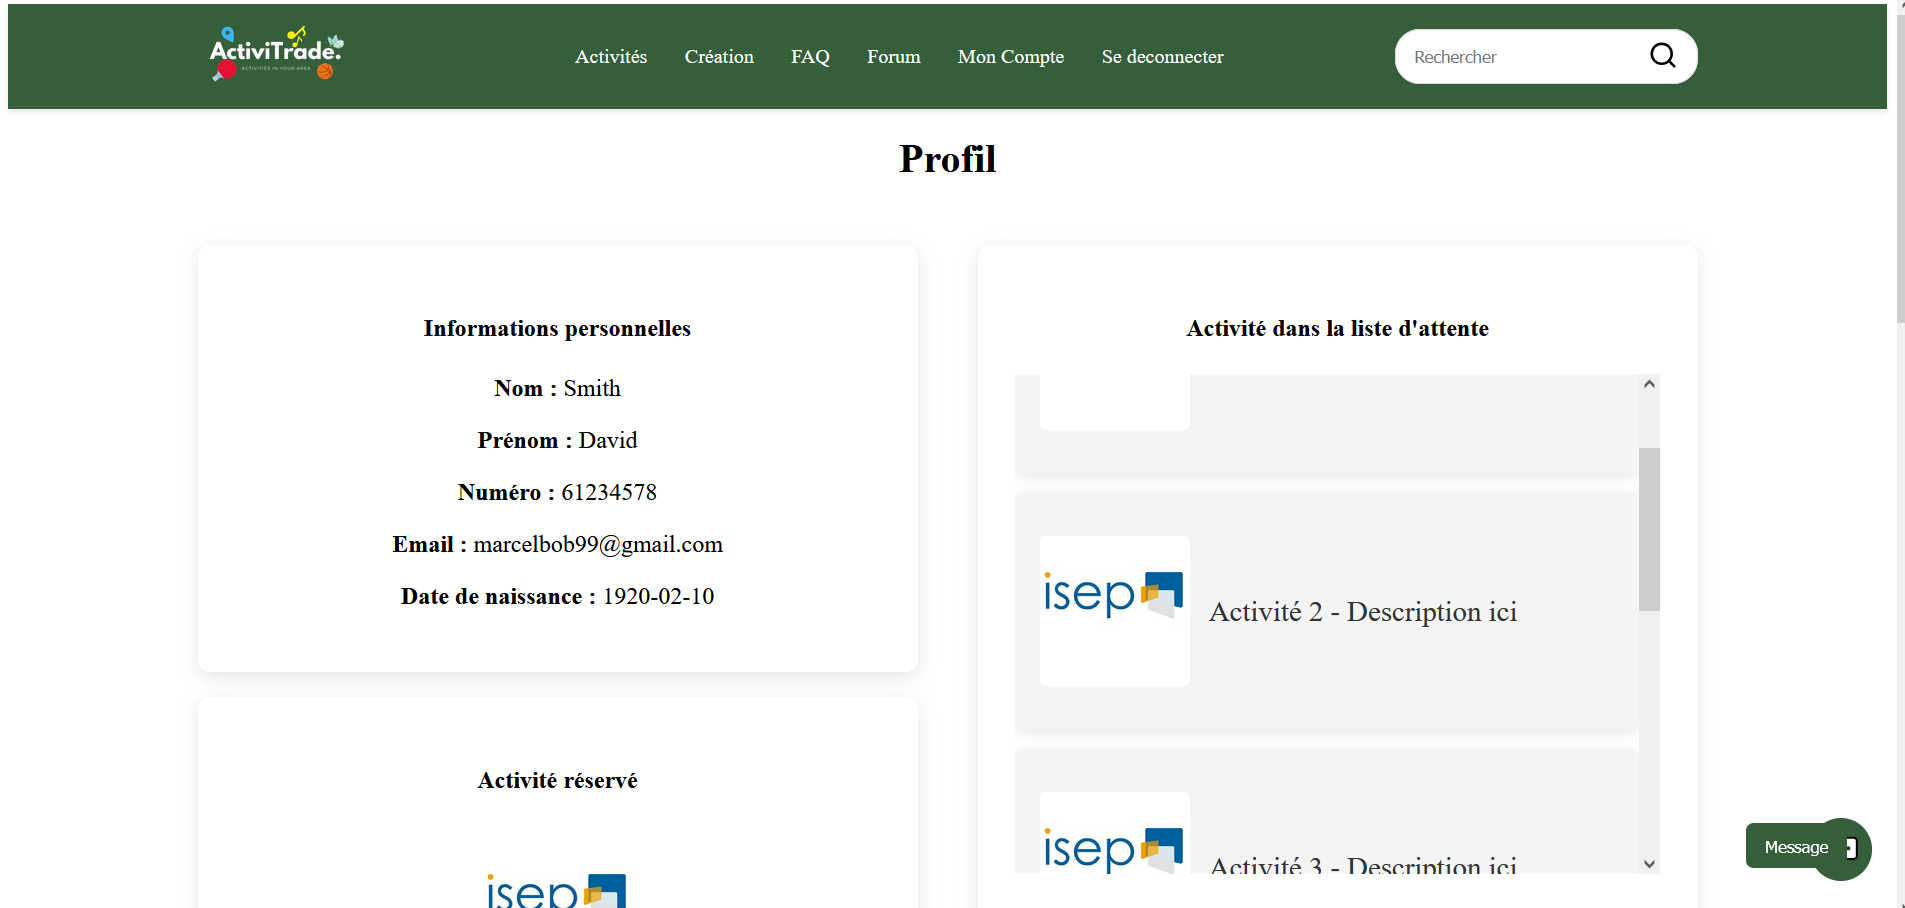 ActiviTrade.
ACTIVITIES IN YOUR AREA
Activités Création FAQ Forum Mon Compte Se deconnecter
Rechercher
Profil
Informations personnelles
Nom : Smith
Prénom : David
Numéro : 61234578
Email : marcelbob99@gmail.com
Date de naissance : 1920-02-10
Activité réservé
isep
Activité dans la liste d'attente
isep
Activité 2 - Description ici
isep
Activité 3 - Description ici
Message